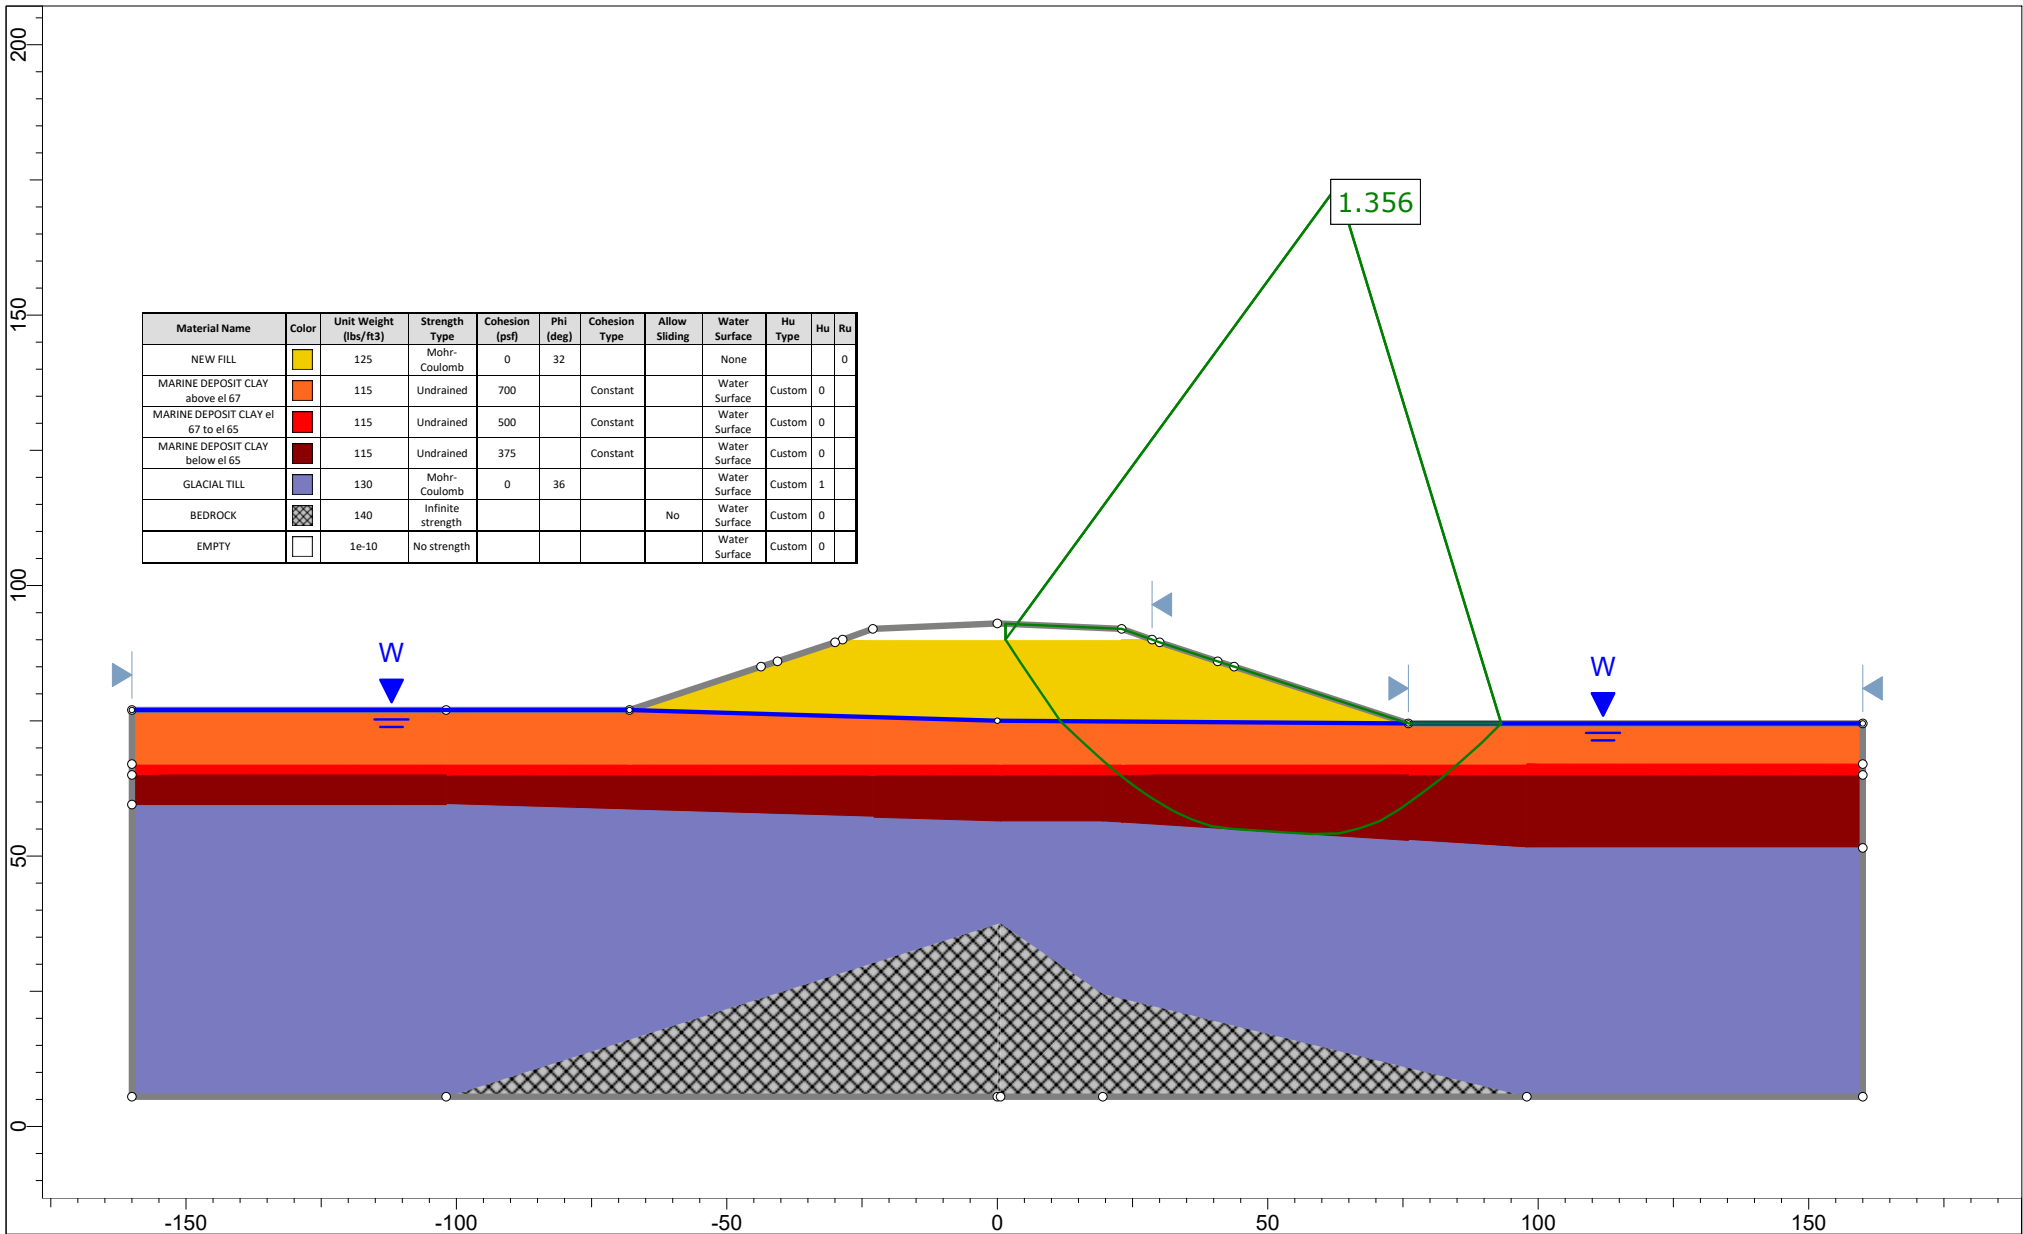 200
1.356
150
Material Name Color Unit Weight (lbs/ft3) Strength Type Cohesion (psf) Phi (deg) Cohesion Type Allow Sliding Water Surface Hu Type Hu Ru
NEW FILL 125 Mohr-Coulomb 0 32 None 0
MARINE DEPOSIT CLAY above el 67 115 Undrained 700 Constant Water Surface Custom 0
MARINE DEPOSIT CLAY el 67 to el 65 115 Undrained 500 Constant Water Surface Custom 0
MARINE DEPOSIT CLAY below el 65 115 Undrained 375 Constant Water Surface Custom 0
GLACIAL TILL 130 Mohr-Coulomb 0 36 Water Surface Custom 1
BEDROCK 140 Infinite strength No Water Surface Custom 0
EMPTY 1e-10 No strength Water Surface Custom 0
100
W
W
50
0
-150 -100 -50 0 50 100 150